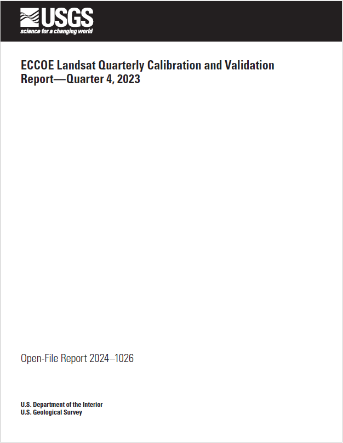 USGS
science for a changing world
ECCOE Landsat Quarterly Calibration and Validation
Report—Quarter 4, 2023
Open-File Report 2024–1026
U.S. Department of the Interior
U.S. Geological Survey